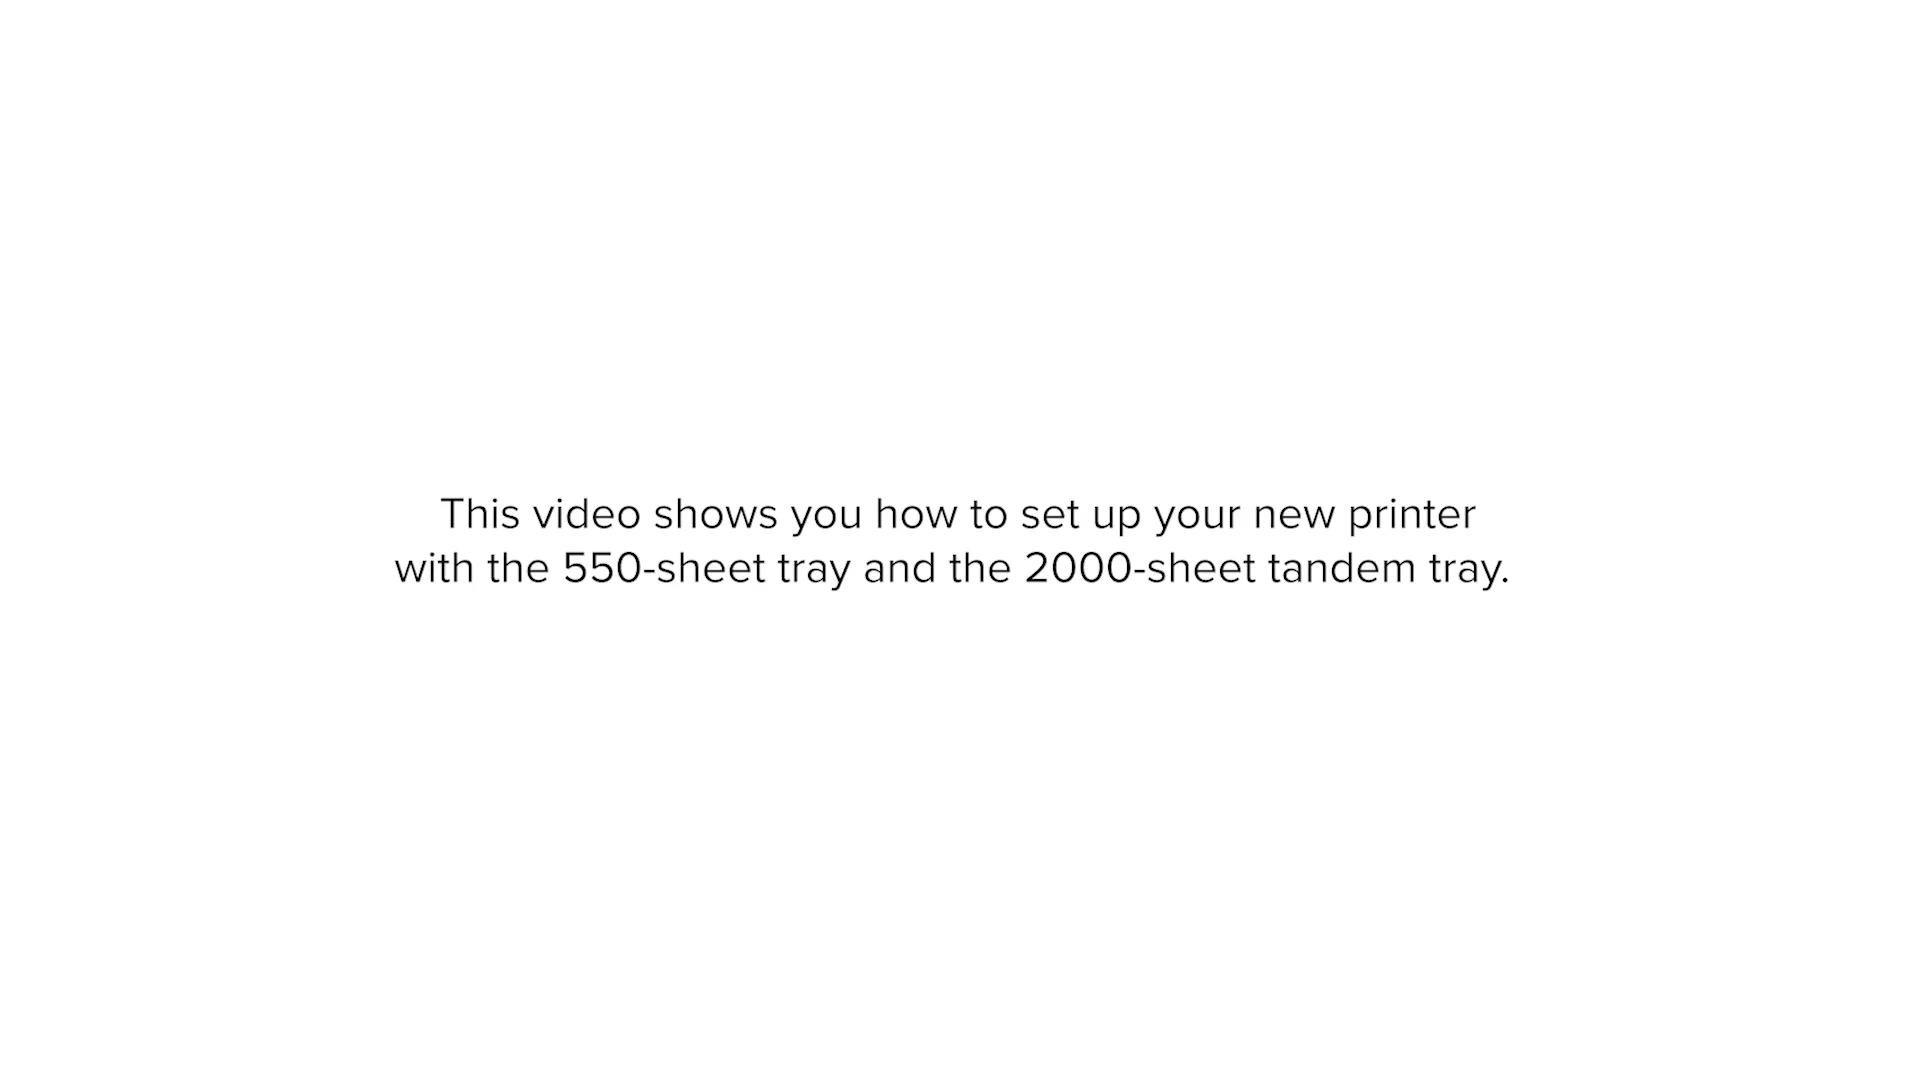 This video shows you how to set up your new printer
with the 550-sheet tray and the 2000-sheet tandem tray.